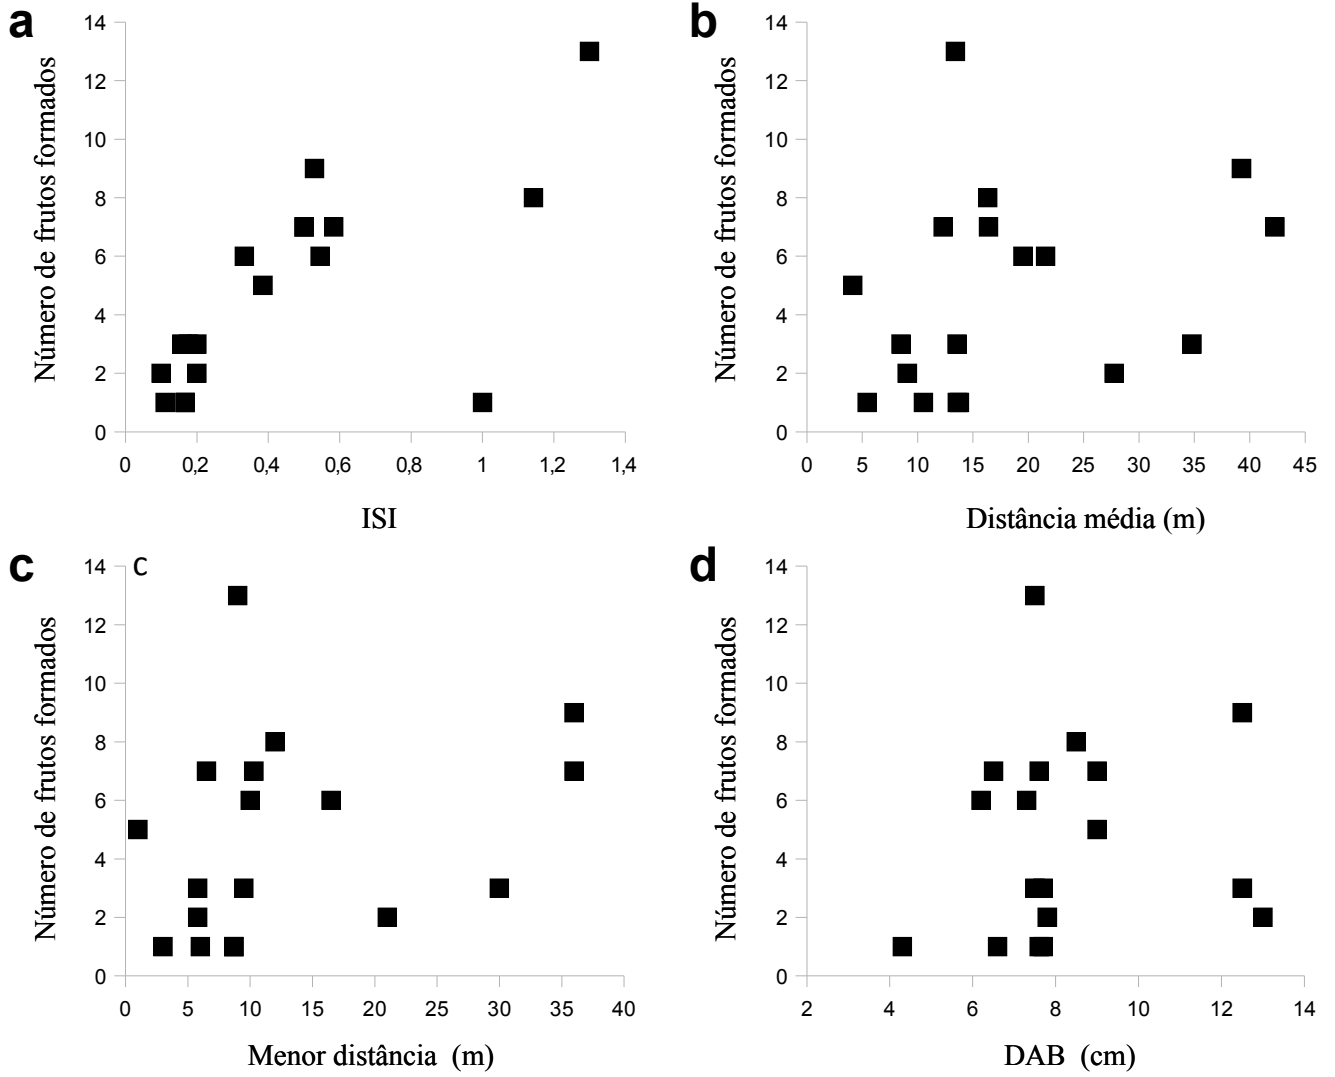 a
Número de frutos formados
14
12
10
8
6
4
2
0
0 0,2 0,4 0,6 0,8 1 1,2 1,4
ISI
b
Número de frutos formados
14
12
10
8
6
4
2
0
0 5 10 15 20 25 30 35 40 45
Distância média (m)
c
C
Número de frutos formados
14
12
10
8
6
4
2
0
0 5 10 15 20 25 30 35 40
Menor distância (m)
d
Número de frutos formados
14
12
10
8
6
4
2
0
2 4 6 8 10 12 14
DAB (cm)